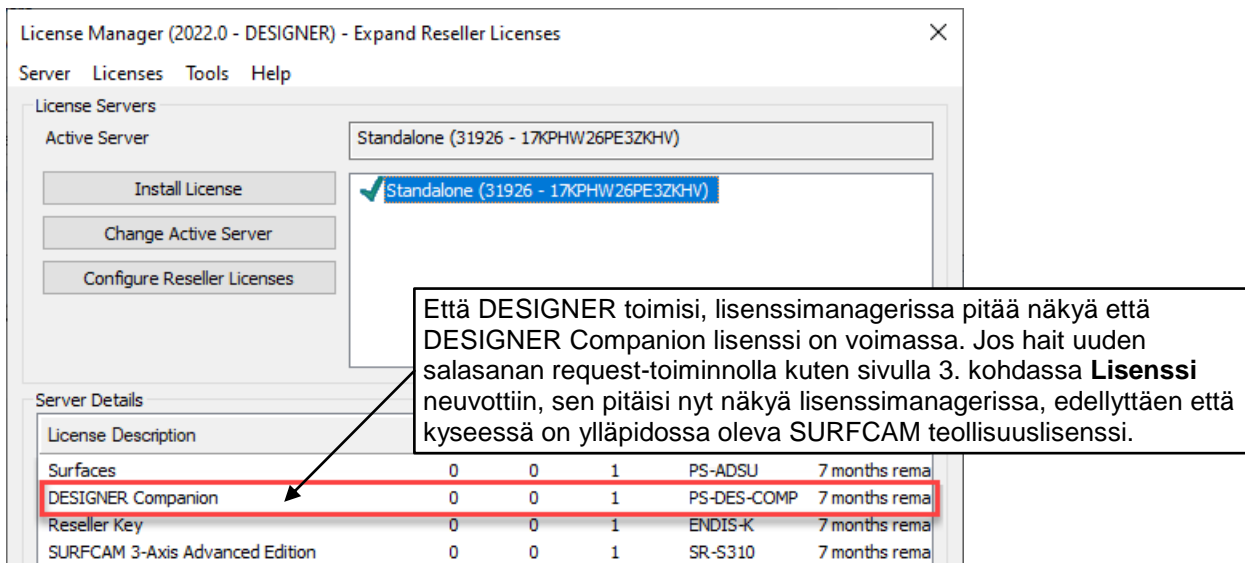 License Manager (2022.0 - DESIGNER) - Expand Reseller Licenses
Server Licenses Tools Help
License Servers
Active Server Standalone (31926 - 17KPHW26PE3ZKHV)
Install License Standalone (31926 - 17KPHW26PE3ZKHV)
Change Active Server
Configure Reseller Licenses
Että DESIGNER toimisi, lisenssimanagerissa pitää näkyä että
DESIGNER Companion lisenssi on voimassa. Jos hait uuden
salasanan request-toiminnolla kuten sivulla 3. kohdassa Lisenssi
neuvottiin, sen pitäisi nyt näkyä lisenssimanagerissa, edellyttäen että
kyseessä on ylläpidossa oleva SURFCAM teollisuuslisenssi.
Server Details
License Description
Surfaces 0 0 1 PS-ADSU 7 months rema
DESIGNER Companion 0 0 1 PS-DES-COMP 7 months rema
Reseller Key 0 0 1 ENDIS-K 7 months rema
SURFCAM 3-Axis Advanced Edition 0 0 1 SR-S310 7 months rema